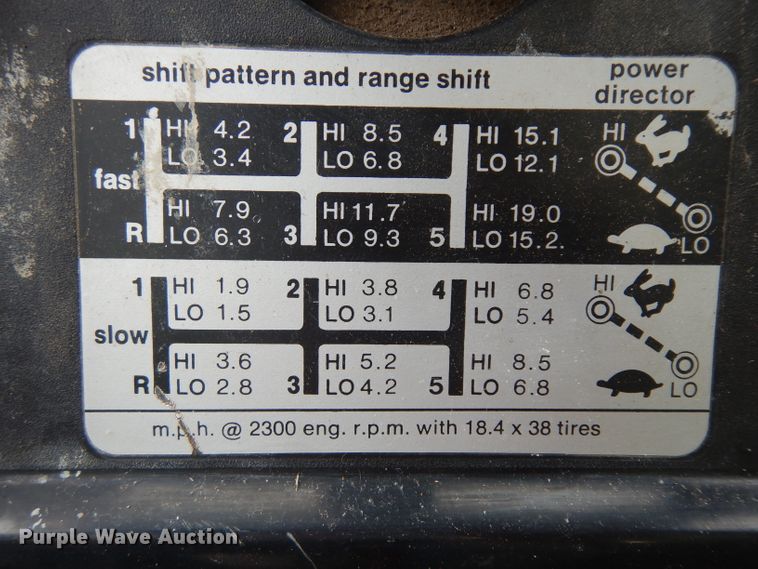 shift pattern and range shift power director
1 HI 4.2 2 HI 8.5 4 HI 15.1 HI
LO 3.4 LO 6.8 LO 12.1
fast
HI 7.9 HI 11.7 HI 19.0
R LO 6.3 3 LO 9.3 5 LO 15.2. LO
1 HI 1.9 2 HI 3.8 4 HI 6.8 HI
LO 1.5 LO 3.1 LO 5.4
slow
HI 3.6 HI 5.2 HI 8.5
R LO 2.8 3 LO 4.2 5 LO 6.8 LO
m.p.h. @ 2300 eng. r.p.m. with 18.4 x 38 tires
Purple Wave Auction